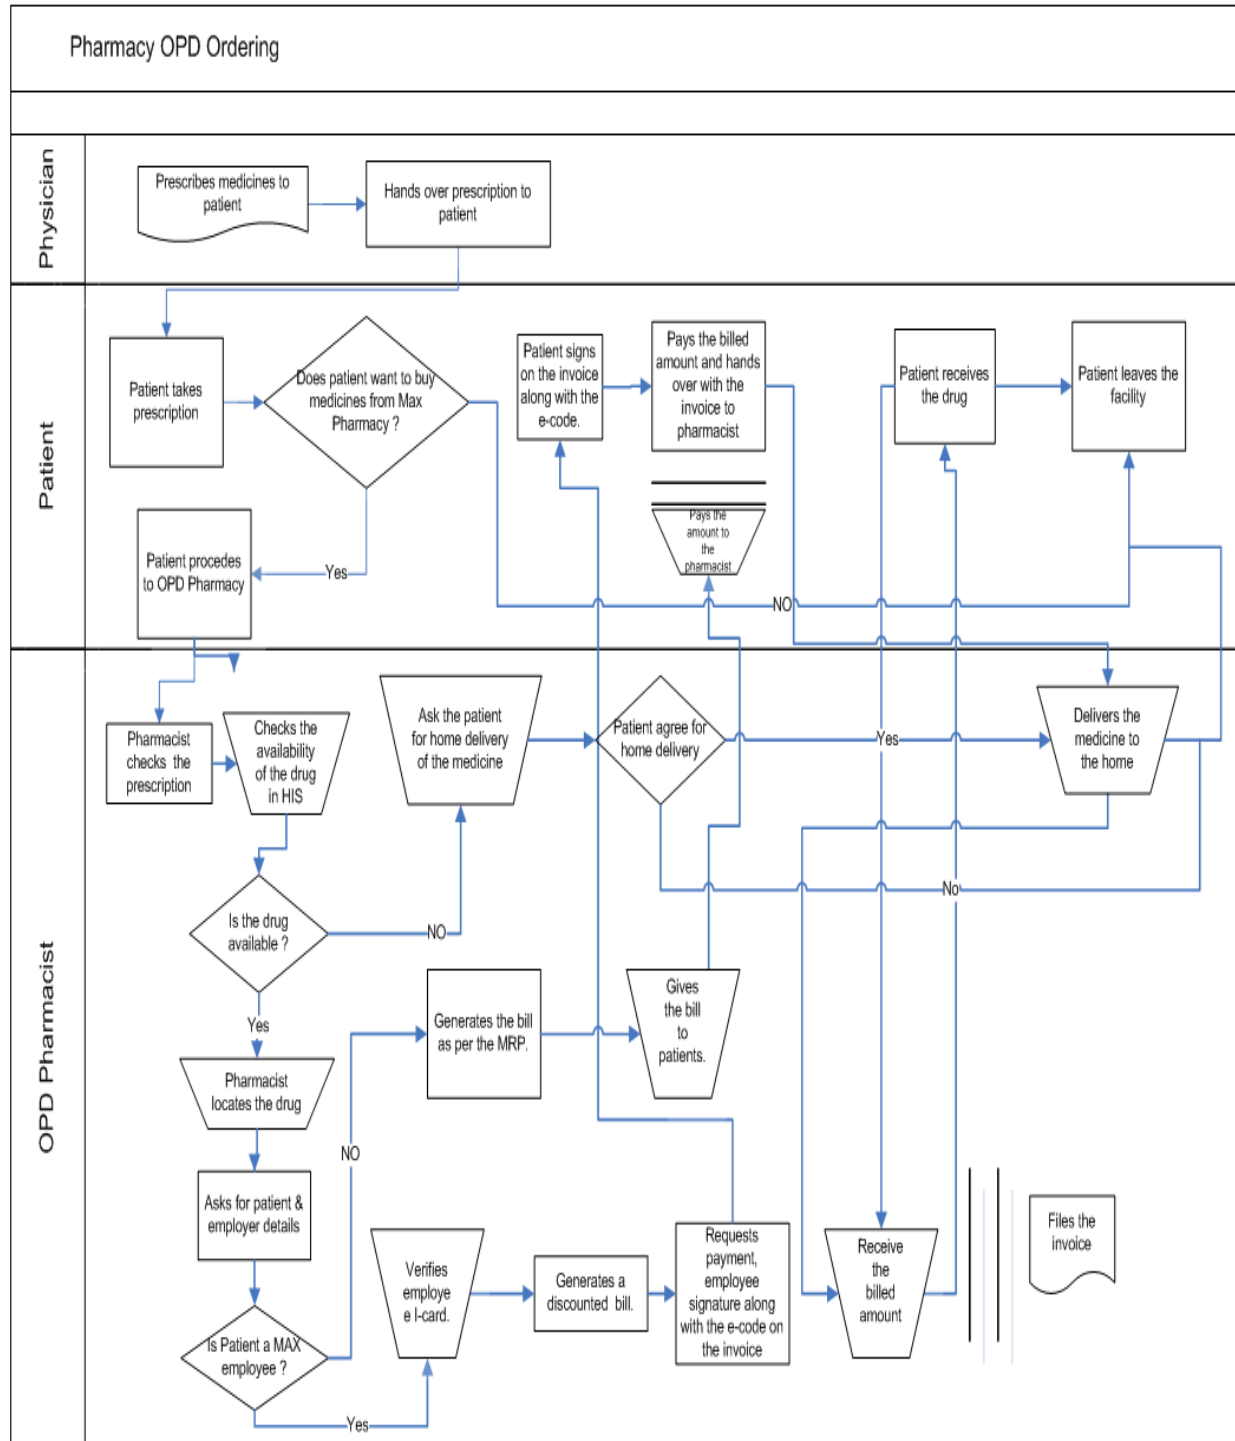 Pharmacy OPD Ordering
Physician
Prescribes medicines to
patient
Hands over prescription to
patient
Patient
Patient takes
prescription
Does patient want to buy
medicines from Max
Pharmacy ?
Patient signs
on the invoice
along with the
e-code.
Pays the billed
amount and hands
over with the
invoice to
pharmacist
Patient receives
the drug
Patient leaves the
facility
Pays the
amount to
the
pharmacist
Patient procedes
to OPD Pharmacy
Yes
NO
OPD Pharmacist
Pharmacist
checks the
prescription
Checks the
availability
of the drug
in HIS
Ask the patient
for home delivery
of the medicine
Patient agree for
home delivery
Yes
Delivers the
medicine to
the home
No
Is the drug
available ?
NO
Yes
Generates the bill
as per the MRP.
Gives
the bill
to
patients.
Pharmacist
locates the drug
NO
Asks for patient &
employer details
Verifies
employe
e I-card.
Generates a
discounted bill.
Requests
payment,
employee
signature along
with the e-code on
the invoice
Receive
the
billed
amount
Files the
invoice
Is Patient a MAX
employee ?
Yes